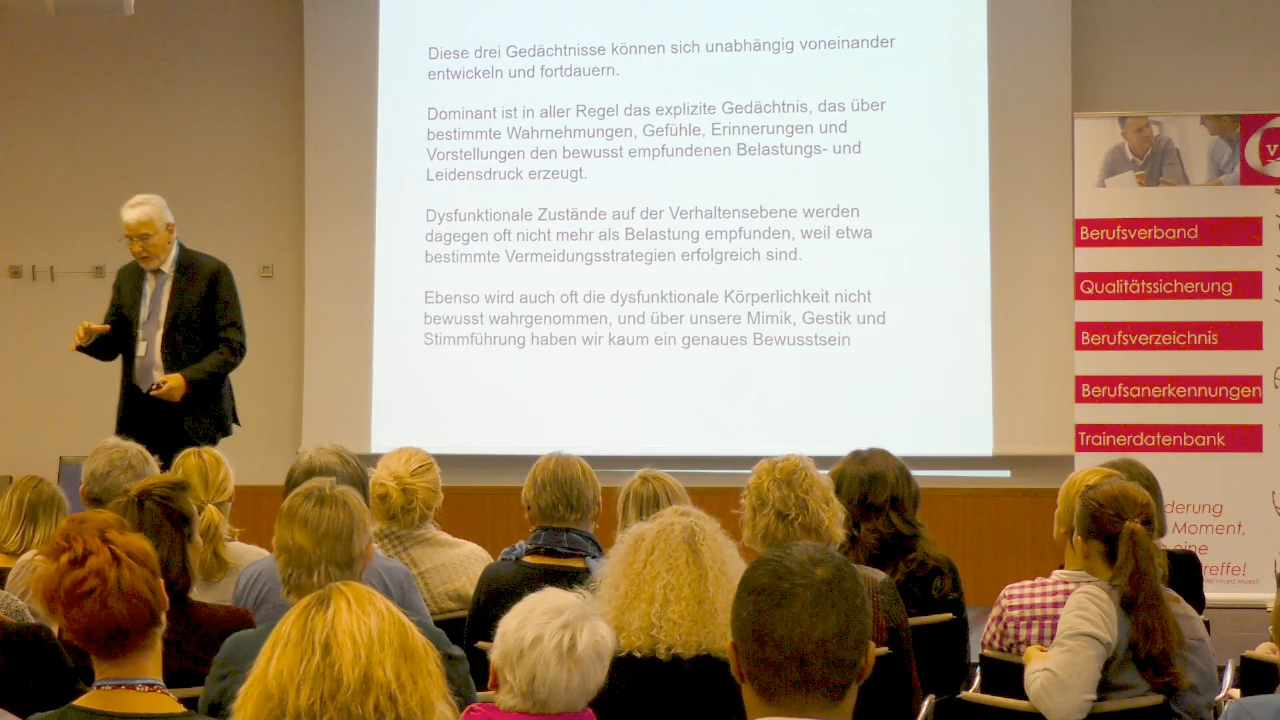 Diese drei Gedächtnisse können sich unabhängig voneinander
entwickeln und fortdauern.
Dominant ist in aller Regel das explizite Gedächtnis, das über
bestimmte Wahrnehmungen, Gefühle, Erinnerungen und
Vorstellungen den bewusst empfundenen Belastungs- und
Leidensdruck erzeugt.
Dysfunktionale Zustände auf der Verhaltensebene werden
dagegen oft nicht mehr als Belastung empfunden, weil etwa
bestimmte Vermeidungsstrategien erfolgreich sind.
Ebenso wird auch oft die dysfunktionale Körperlichkeit nicht
bewusst wahrgenommen, und über unsere Mimik, Gestik und
Stimmführung haben wir kaum ein genaues Bewusstsein
V
Berufsverband
Qualitätssicherung
Berufsverzeichnis
Berufsanerkennungen
Trainerdatenbank
derung
Moment,
eine
reffe!